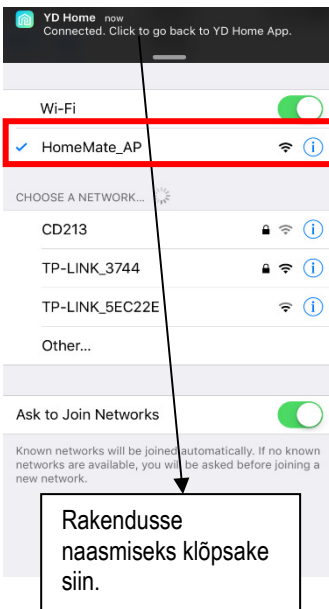 YD Home now
Connected. Click to go back to YD Home App.
Wi-Fi
HomeMate_AP
CHOOSE A NETWORK...
CD213
TP-LINK_3744
TP-LINK_5EC22E
Other...
Ask to Join Networks
Known networks will be joined automatically. If no known
networks are available, you will be asked before joining a
new network.
Rakendusse
naasmiseks klõpsake
siin.